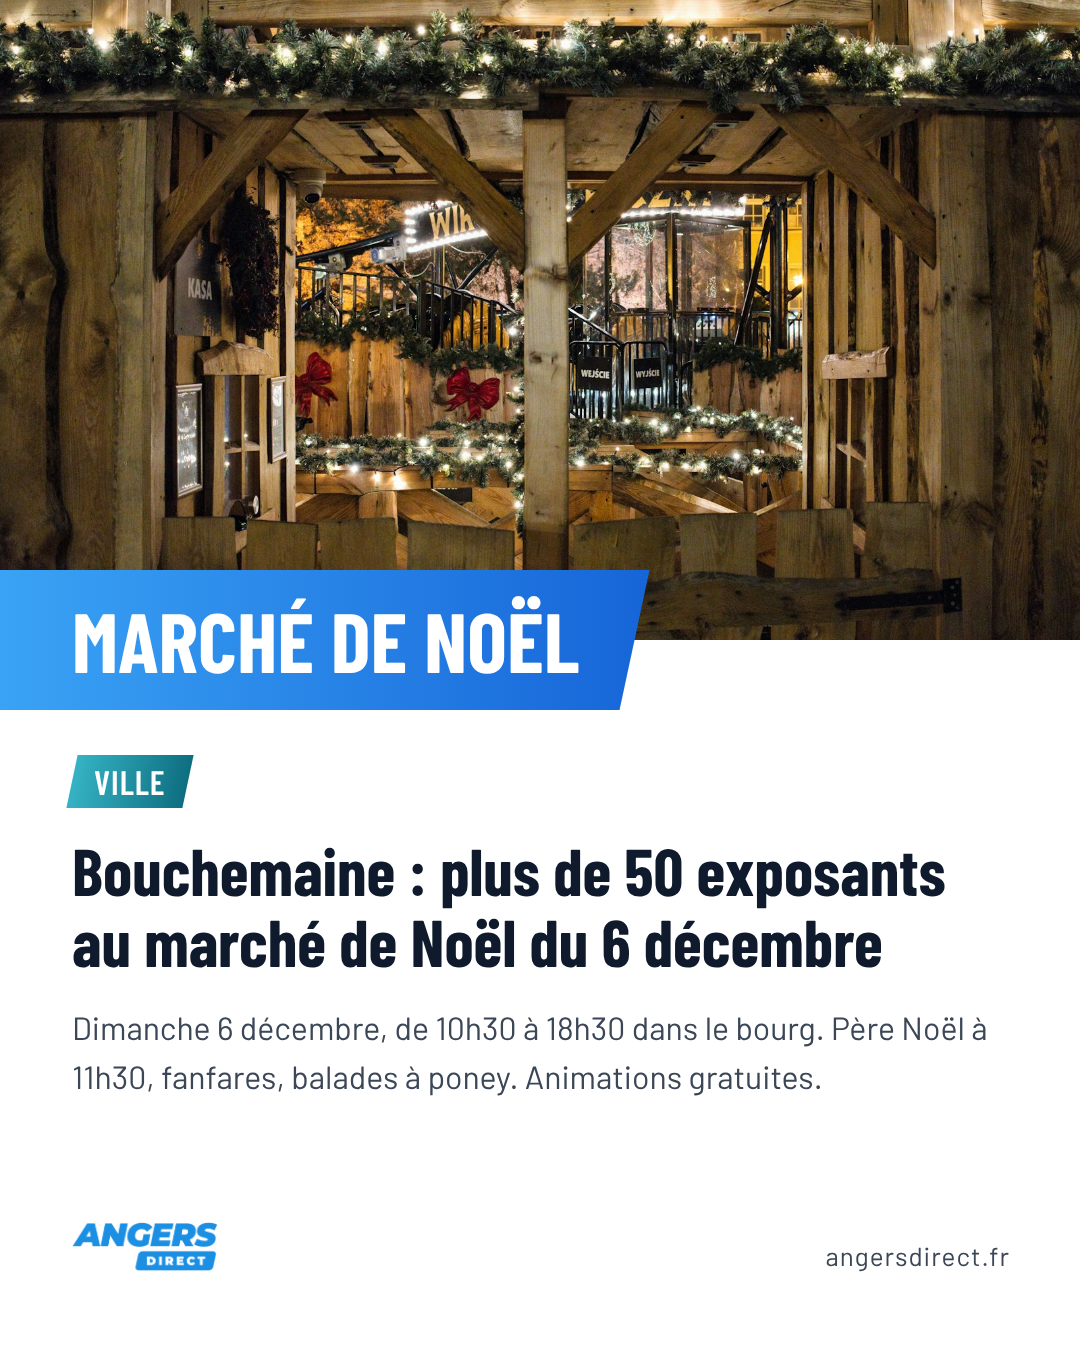 WIR
KASA
WEJŚCIE
WYJŚCIE
MARCHÉ DE NOËL
VILLE
Bouchemaine : plus de 50 exposants
au marché de Noël du 6 décembre
Dimanche 6 décembre, de 10h30 à 18h30 dans le bourg. Père Noël à
11h30, fanfares, balades à poney. Animations gratuites.
ANGERS
DIRECT
angersdirect.fr